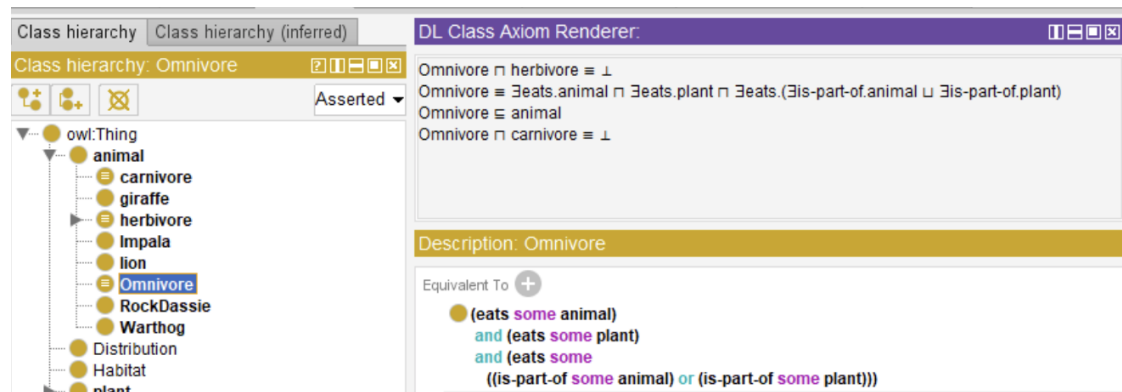 Class hierarchy Class hierarchy (inferred)
Class hierarchy: Omnivore
Asserted
owl:Thing
animal
carnivore
giraffe
herbivore
Impala
lion
Omnivore
RockDassie
Warthog
Distribution
Habitat
plant
DL Class Axiom Renderer:
Omnivore ⊓ herbivore ≡ ⊥
Omnivore ≡ ∃eats.animal ⊓ ∃eats.plant ⊓ ∃eats.(∃is-part-of.animal ⊔ ∃is-part-of.plant)
Omnivore ⊑ animal
Omnivore ⊓ carnivore ≡ ⊥
Description: Omnivore
Equivalent To
(eats some animal)
and (eats some plant)
and (eats some
((is-part-of some animal) or (is-part-of some plant)))